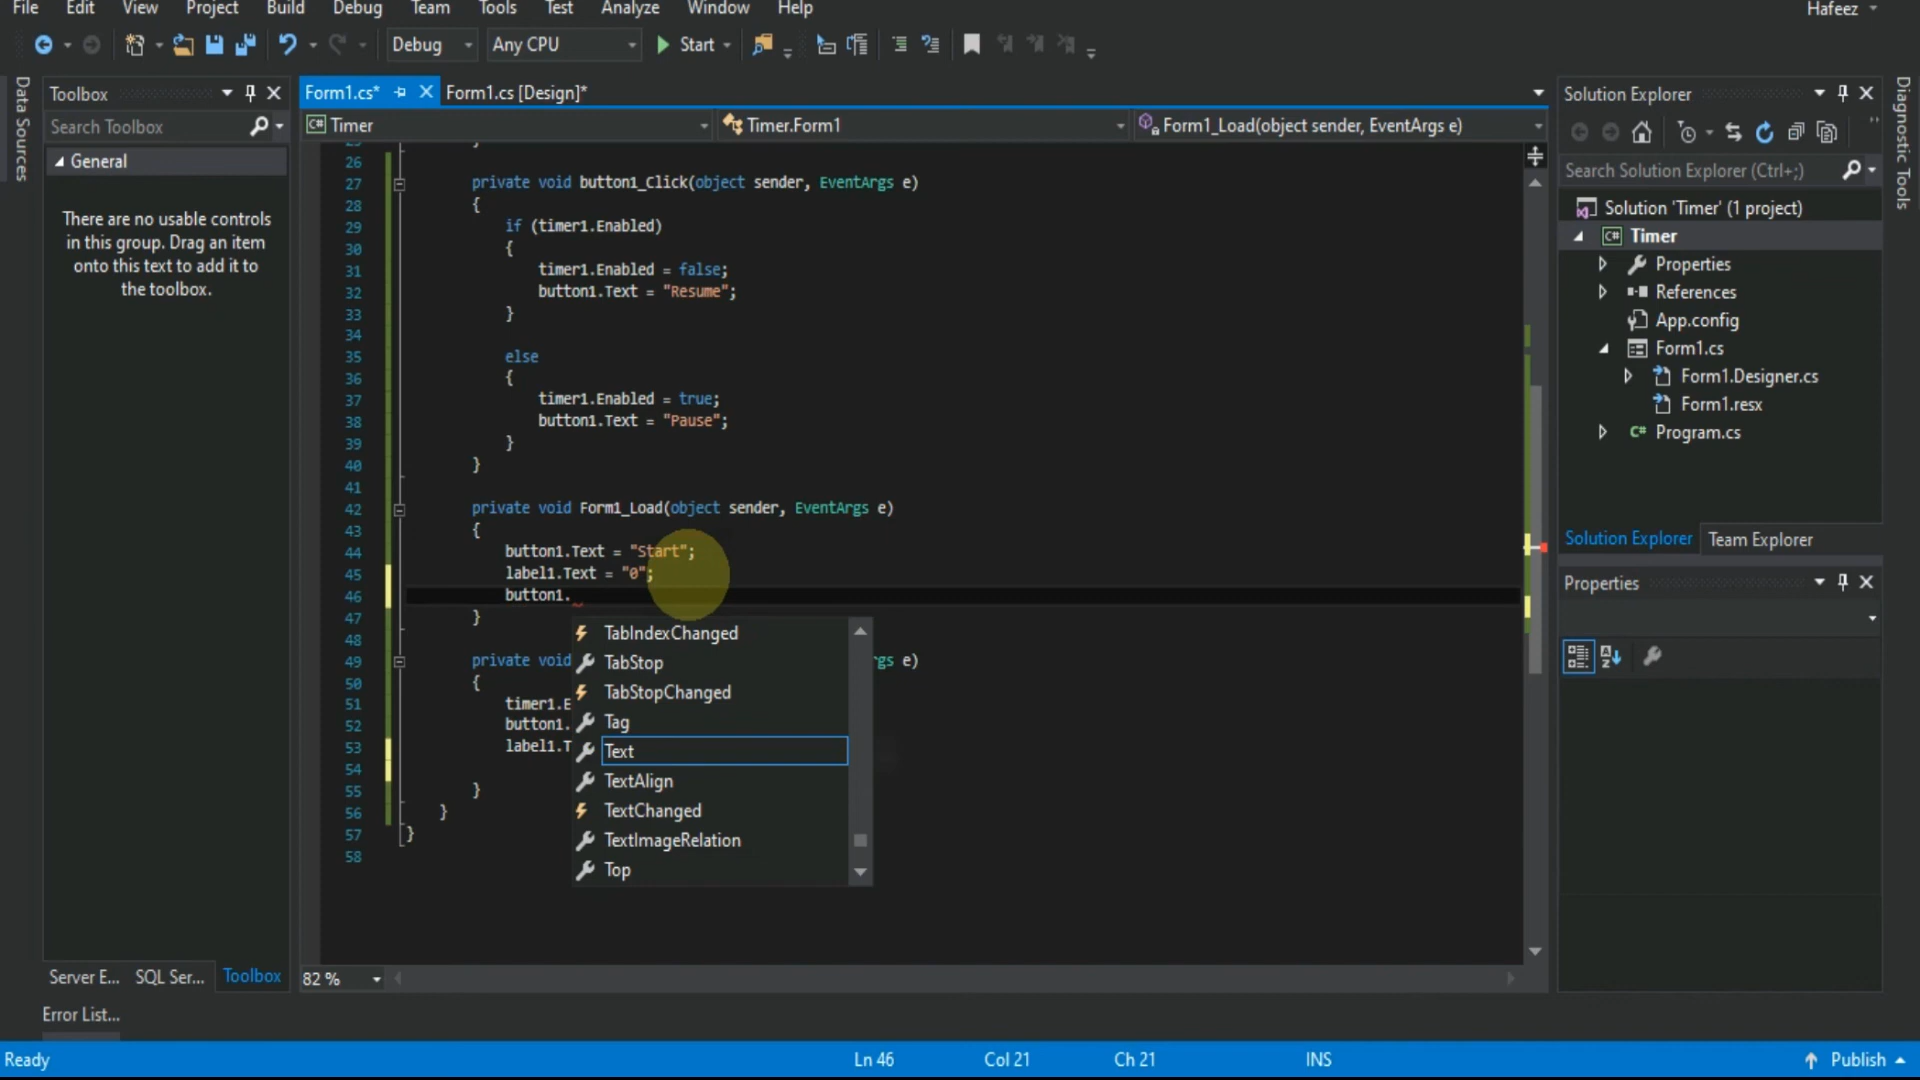 File Edit View Project Build Debug Team Tools Test Analyze Window Help Hafeez
Debug Any CPU Start
Data Sources
Toolbox
Search Toolbox
General
There are no usable controls
in this group. Drag an item
onto this text to add it to
the toolbox.
Server E... SQL Ser... Toolbox
Form1.cs* Form1.cs [Design]*
C# Timer Timer.Form1 Form1_Load(object sender, EventArgs e)
26
27 private void button1_Click(object sender, EventArgs e)
28 {
29 if (timer1.Enabled)
30 {
31 timer1.Enabled = false;
32 button1.Text = "Resume";
33 }
34
35 else
36 {
37 timer1.Enabled = true;
38 button1.Text = "Pause";
39 }
40 }
41
42 private void Form1_Load(object sender, EventArgs e)
43 {
44 button1.Text = "Start";
45 label1.Text = "0";
46 button1.
47 }
48
49 private void gs e)
50 {
51 timer1.E
52 button1.
53 label1.T
54
55 }
56 }
57 }
58
TabIndexChanged
TabStop
TabStopChanged
Tag
Text
TextAlign
TextChanged
TextImageRelation
Top
82 %
Solution Explorer
Search Solution Explorer (Ctrl+;)
Solution 'Timer' (1 project)
C# Timer
Properties
References
App.config
Form1.cs
Form1.Designer.cs
Form1.resx
C# Program.cs
Solution Explorer Team Explorer
Properties
Diagnostic Tools
Error List...
Ready Ln 46 Col 21 Ch 21 INS Publish